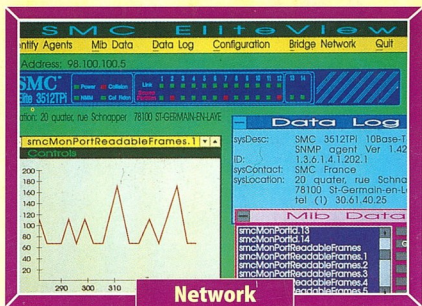 SMC EliteView
ntify Agents Mib Data Data Log Configuration Bridge Network Quit
Address: 98.100.100.5
SMC
Elite 3512TPi
Power Collision Link 1 2 3 4 5 6 7 8 9 10 11 12 13 14
NMM
ation: 20 quater, rue Schnapper 78100 ST-GERMAIN-EN-LAYE
smcMonPortReadableFrames.1
Controls
200
180
160
140
120
100
80
60
40
20
290 300 310
Data Log
sysDesc: SMC 3512TPi 10Base-T
SNMP agent Ver 1.42
ID: 1.3.6.1.4.1.202.1
sysContact: SMC France
sysLocation: 20 quater, rue Schna
78100 St-Germain-en-L
tel (1) 30.61.40.25
Mib Data
smcMonPortId.13
smcMonPortId.14
smcMonPortReadableFrames
smcMonPortReadableFrames.1
smcMonPortReadableFrames.2
smcMonPortReadableFrames.3
smcMonPortReadableFrames.4
smcMonPortReadableFrames.5
Network